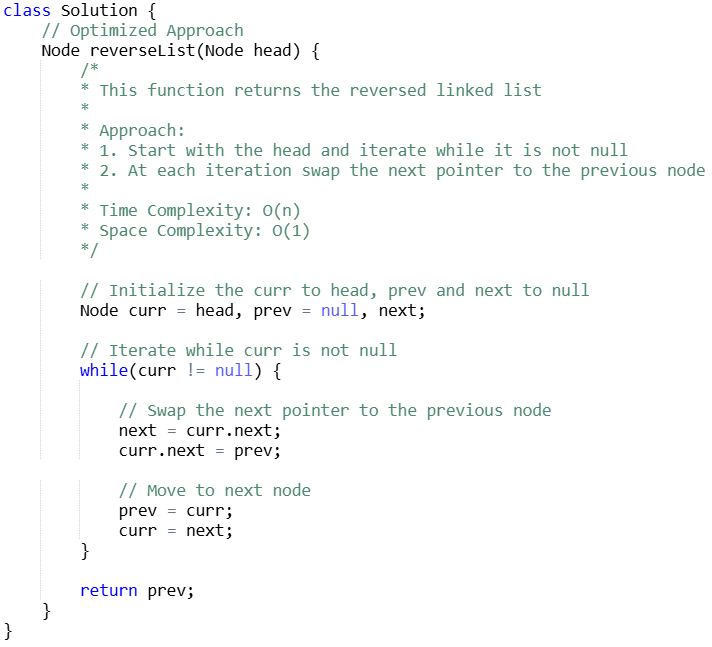 class Solution {
    // Optimized Approach
    Node reverseList(Node head) {
        /*
        * This function returns the reversed linked list
        *
        * Approach:
        * 1. Start with the head and iterate while it is not null
        * 2. At each iteration swap the next pointer to the previous node
        *
        * Time Complexity: O(n)
        * Space Complexity: O(1)
        */

        // Initialize the curr to head, prev and next to null
        Node curr = head, prev = null, next;

        // Iterate while curr is not null
        while(curr != null) {

            // Swap the next pointer to the previous node
            next = curr.next;
            curr.next = prev;

            // Move to next node
            prev = curr;
            curr = next;
        }

        return prev;
    }
}